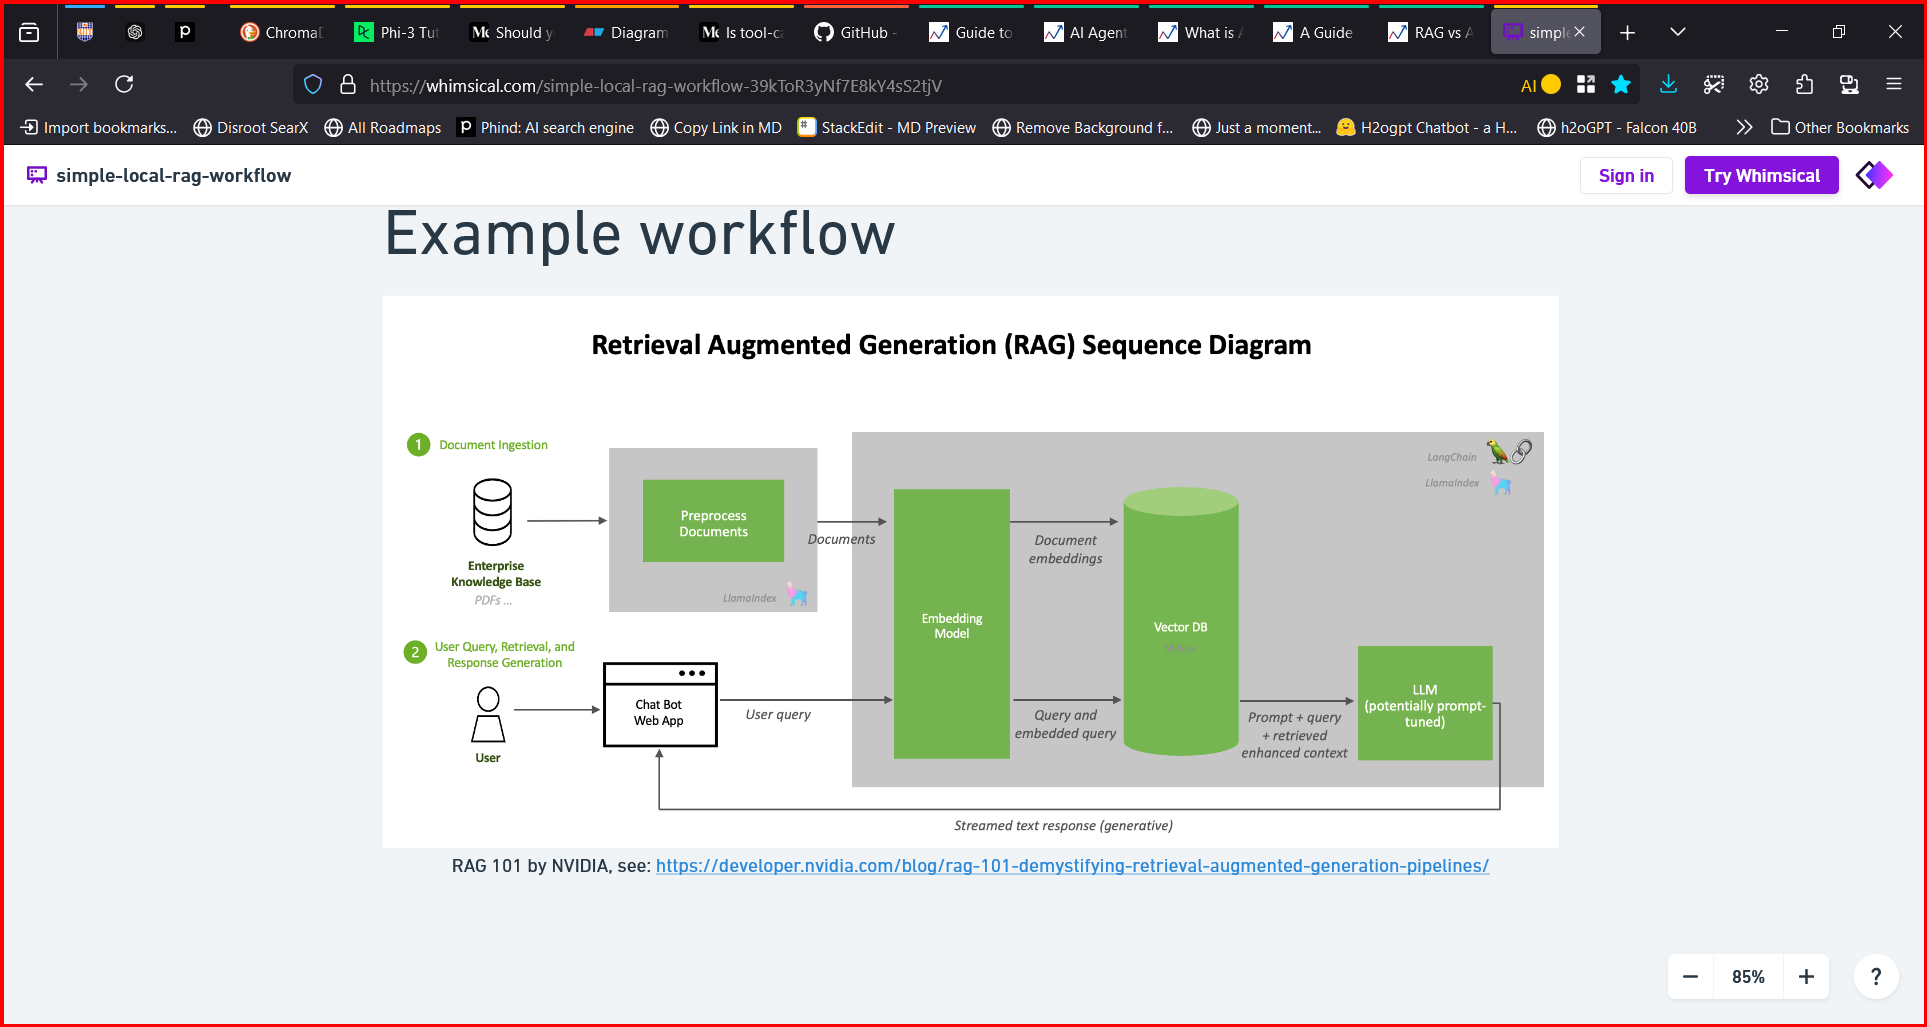 ChromaD
Phi-3 Tut
Should y
Diagram
Is tool-ca
GitHub -
Guide to
AI Agent
What is A
A Guide
RAG vs A
simple
https://whimsical.com/simple-local-rag-workflow-39kToR3yNf7E8kY4sS2tjV
AI
Import bookmarks...
Disroot SearX
All Roadmaps
Phind: AI search engine
Copy Link in MD
StackEdit - MD Preview
Remove Background f...
Just a moment...
H2ogpt Chatbot - a H...
h2oGPT - Falcon 40B
Other Bookmarks
simple-local-rag-workflow
Sign in
Try Whimsical
Example workflow
Retrieval Augmented Generation (RAG) Sequence Diagram
1 Document Ingestion
Enterprise
Knowledge Base
PDFs ...
Preprocess
Documents
LlamaIndex
Documents
LangChain
LlamaIndex
Embedding
Model
Document
embeddings
Vector DB
Milvus
2 User Query, Retrieval, and
Response Generation
User
Chat Bot
Web App
User query
Query and
embedded query
Prompt + query
+ retrieved
enhanced context
LLM
(potentially prompt-
tuned)
Streamed text response (generative)
RAG 101 by NVIDIA, see: https://developer.nvidia.com/blog/rag-101-demystifying-retrieval-augmented-generation-pipelines/
85%
?